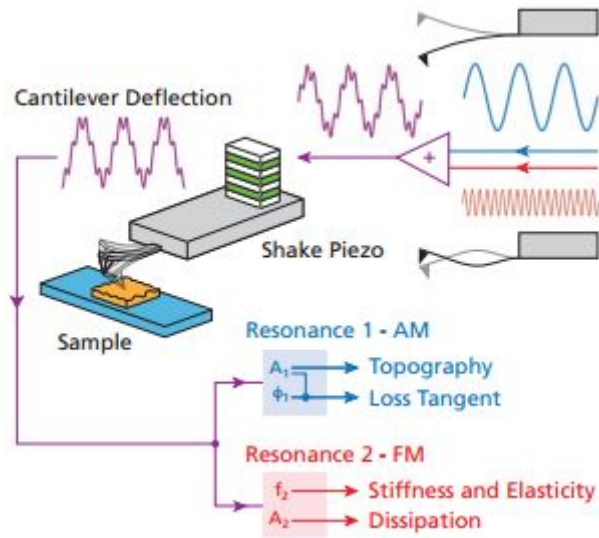 Cantilever Deflection
+
Shake Piezo
Sample
Resonance 1 - AM
A₁
Topography
ϕ₁
Loss Tangent
Resonance 2 - FM
f₂
Stiffness and Elasticity
A₂
Dissipation